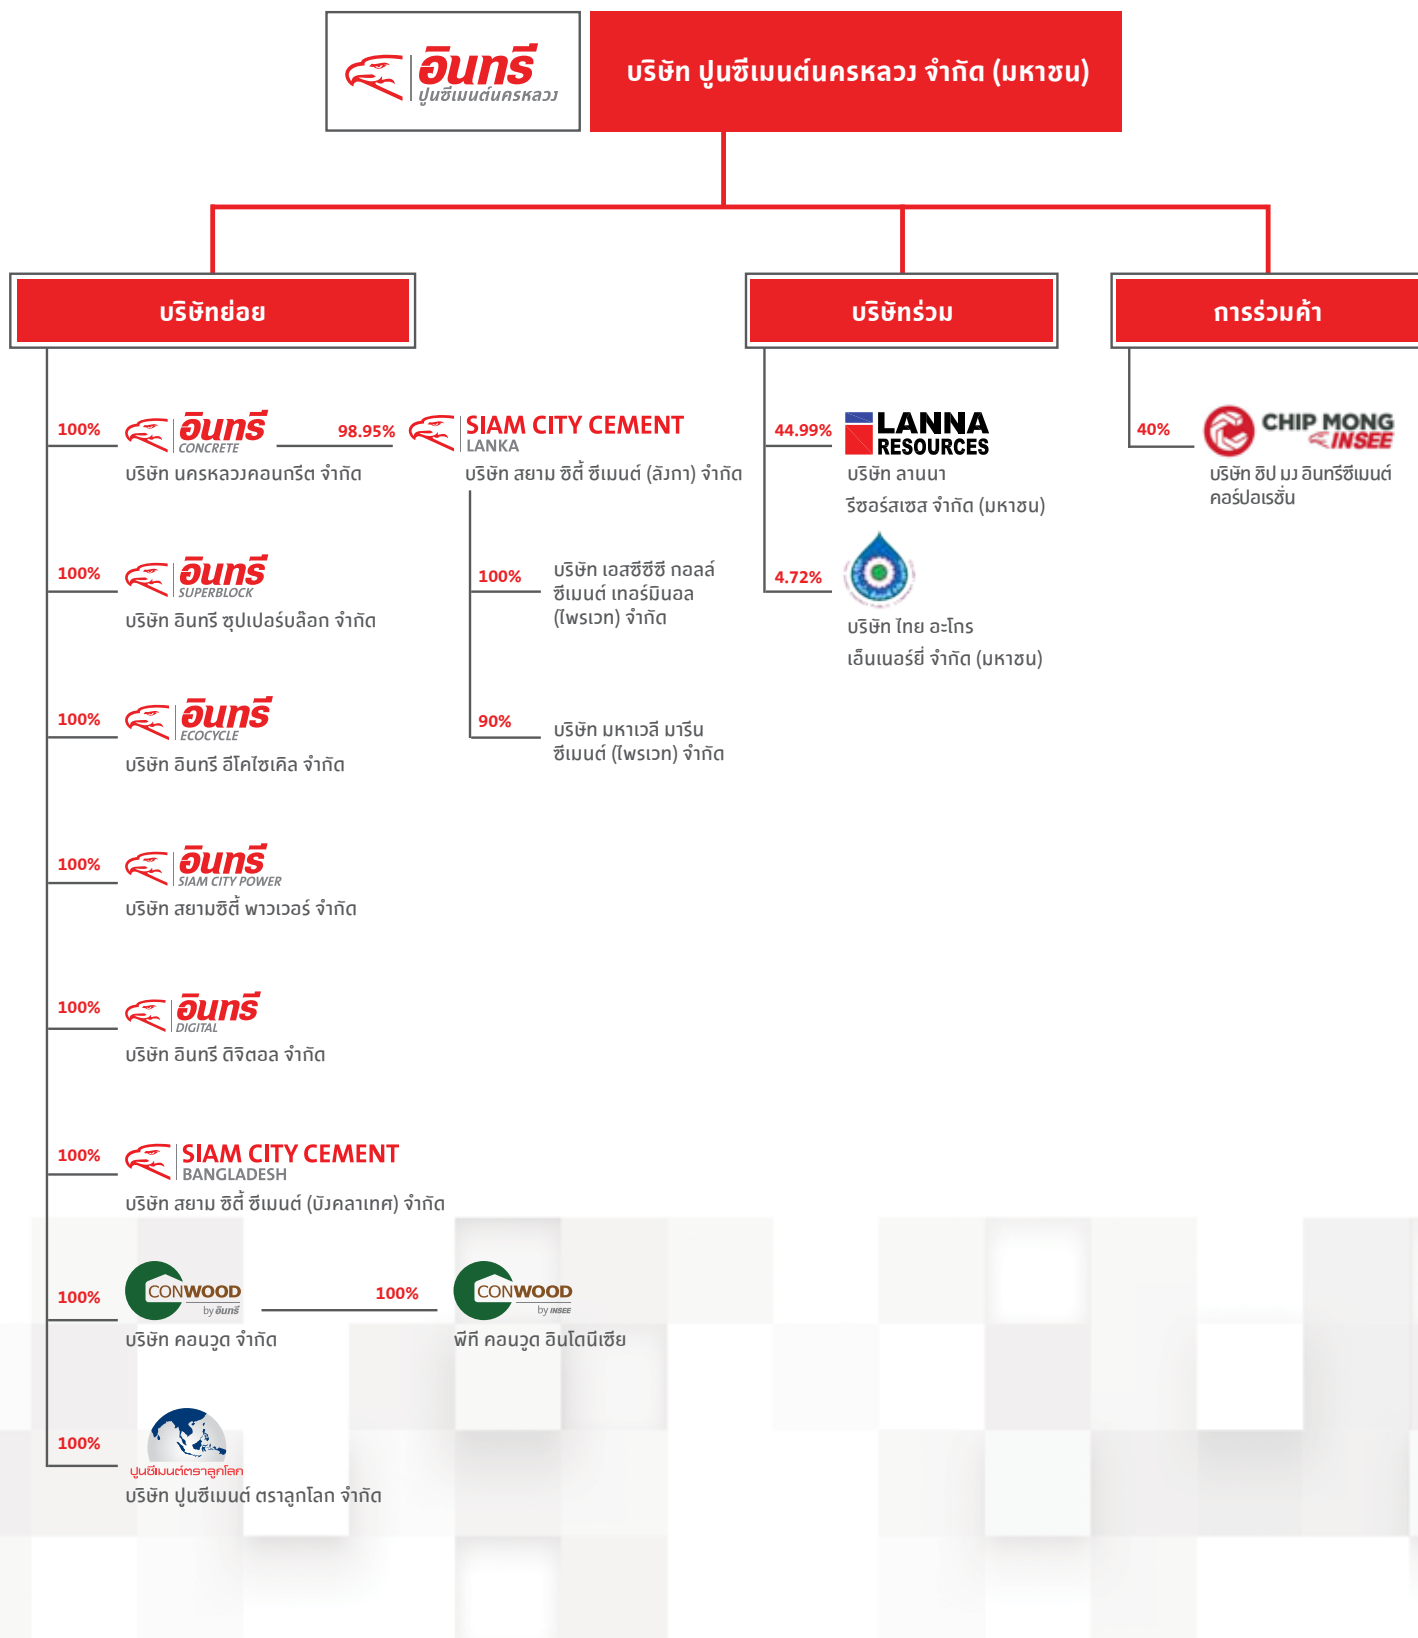 อินทรี
ปูนซีเมนต์นครหลวง
บริษัท ปูนซีเมนต์นครหลวง จำกัด (มหาชน)
บริษัทย่อย
บริษัทร่วม
การร่วมค้า
100%
อินทรี
CONCRETE
บริษัท นครหลวงคอนกรีต จำกัด
98.95%
SIAM CITY CEMENT
LANKA
บริษัท สยาม ซิตี้ ซีเมนต์ (ลังกา) จำกัด
100%
บริษัท เอสซีซีซี กอลล์
ซีเมนต์ เทอร์มินอล
(ไพรเวท) จำกัด
90%
บริษัท มหาเวลี มารีน
ซีเมนต์ (ไพรเวท) จำกัด
100%
อินทรี
SUPERBLOCK
บริษัท อินทรี ซุปเปอร์บล๊อก จำกัด
100%
อินทรี
ECOCYCLE
บริษัท อินทรี อีโคไซเคิล จำกัด
100%
อินทรี
SIAM CITY POWER
บริษัท สยามซิตี้ พาวเวอร์ จำกัด
100%
อินทรี
DIGITAL
บริษัท อินทรี ดิจิตอล จำกัด
100%
SIAM CITY CEMENT
BANGLADESH
บริษัท สยาม ซิตี้ ซีเมนต์ (บังคลาเทศ) จำกัด
100%
CONWOOD
by อินทรี
บริษัท คอนวูด จำกัด
100%
CONWOOD
by INSEE
พีที คอนวูด อินโดนีเซีย
100%
ปูนซีเมนต์ตราลูกโลก
บริษัท ปูนซีเมนต์ ตราลูกโลก จำกัด
44.99%
LANNA
RESOURCES
บริษัท ลานนา
รีซอร์สเซส จำกัด (มหาชน)
4.72%
บริษัท ไทย อะโกร
เอ็นเนอร์ยี่ จำกัด (มหาชน)
40%
CHIP MONG
INSEE
บริษัท ชิป มง อินทรีซีเมนต์
คอร์ปอเรชั่น